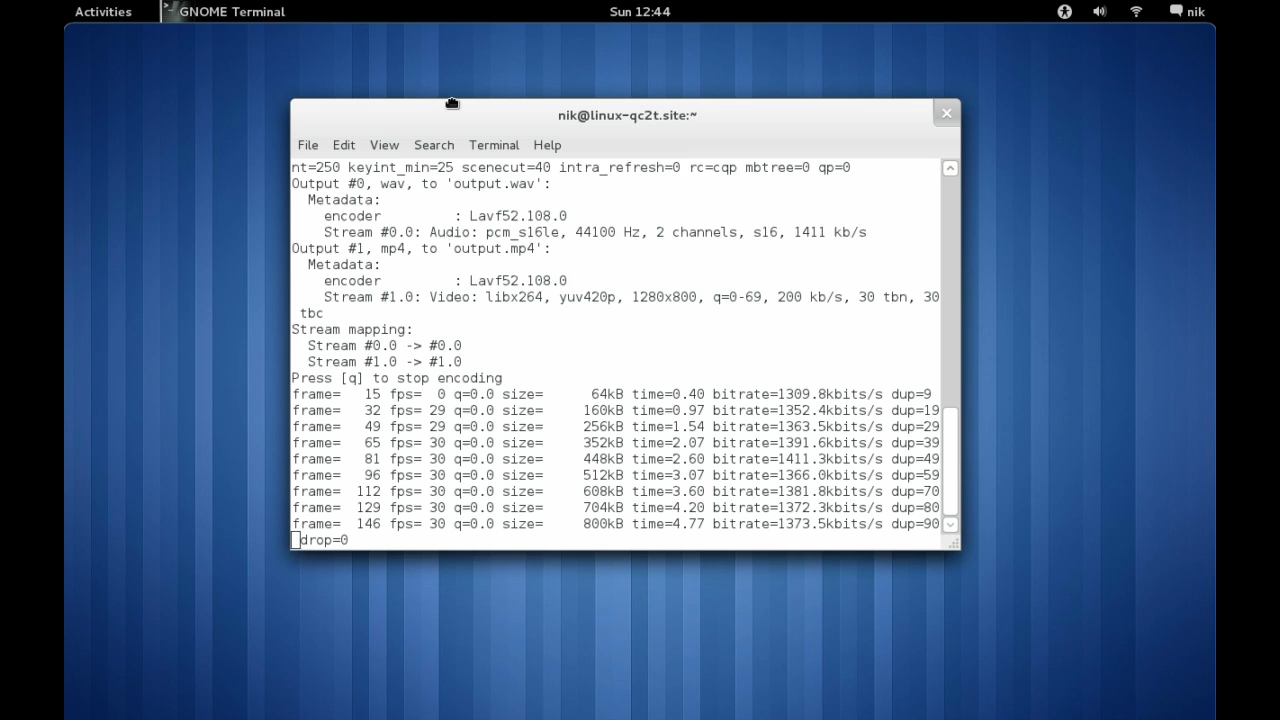 Activities GNOME Terminal Sun 12:44 nik
nik@linux-qc2t.site:~
File Edit View Search Terminal Help
nt=250 keyint_min=25 scenecut=40 intra_refresh=0 rc=cqp mbtree=0 qp=0
Output #0, wav, to 'output.wav':
  Metadata:
    encoder         : Lavf52.108.0
    Stream #0.0: Audio: pcm_s16le, 44100 Hz, 2 channels, s16, 1411 kb/s
Output #1, mp4, to 'output.mp4':
  Metadata:
    encoder         : Lavf52.108.0
    Stream #1.0: Video: libx264, yuv420p, 1280x800, q=0-69, 200 kb/s, 30 tbn, 30
 tbc
Stream mapping:
  Stream #0.0 -> #0.0
  Stream #1.0 -> #1.0
Press [q] to stop encoding
frame=   15 fps=  0 q=0.0 size=      64kB time=0.40 bitrate=1309.8kbits/s dup=9
frame=   32 fps= 29 q=0.0 size=     160kB time=0.97 bitrate=1352.4kbits/s dup=19
frame=   49 fps= 29 q=0.0 size=     256kB time=1.54 bitrate=1363.5kbits/s dup=29
frame=   65 fps= 30 q=0.0 size=     352kB time=2.07 bitrate=1391.6kbits/s dup=39
frame=   81 fps= 30 q=0.0 size=     448kB time=2.60 bitrate=1411.3kbits/s dup=49
frame=   96 fps= 30 q=0.0 size=     512kB time=3.07 bitrate=1366.0kbits/s dup=59
frame=  112 fps= 30 q=0.0 size=     608kB time=3.60 bitrate=1381.8kbits/s dup=70
frame=  129 fps= 30 q=0.0 size=     704kB time=4.20 bitrate=1372.3kbits/s dup=80
frame=  146 fps= 30 q=0.0 size=     800kB time=4.77 bitrate=1373.5kbits/s dup=90
 drop=0